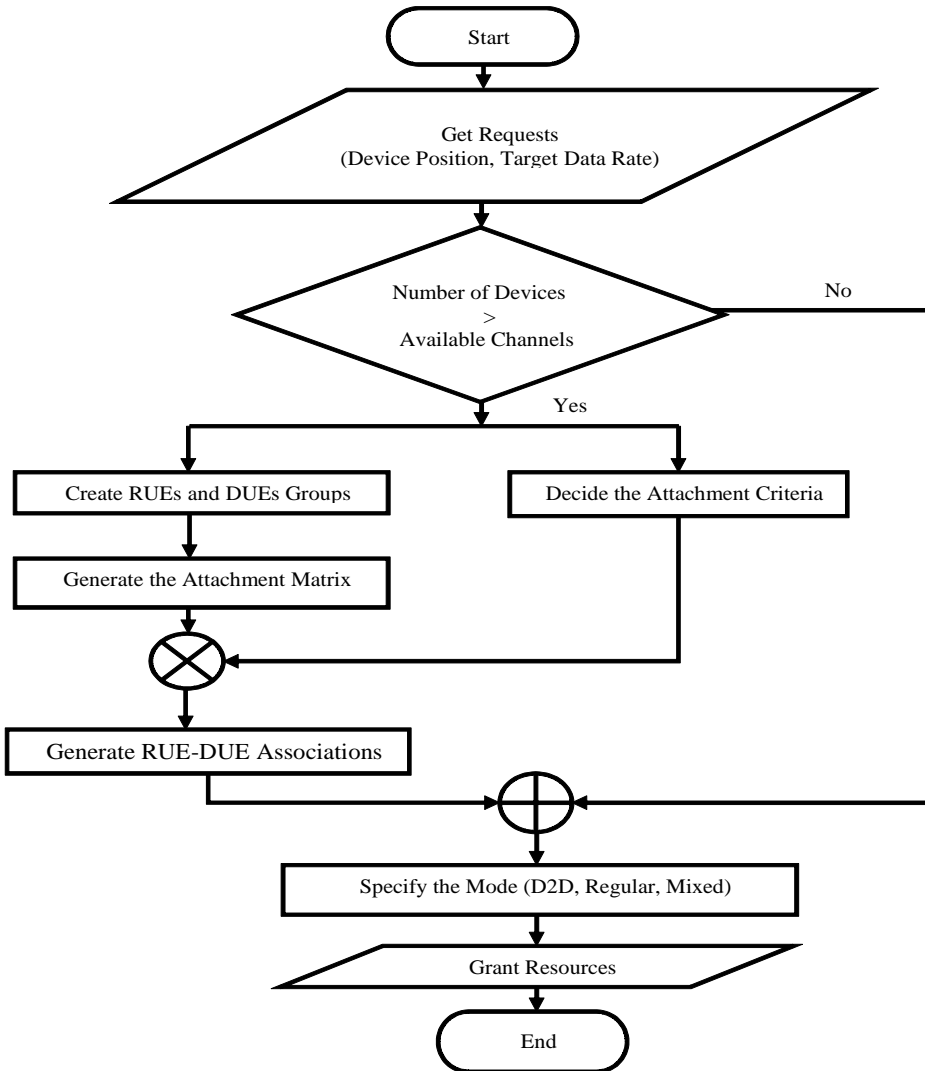 Start
Get Requests
(Device Position, Target Data Rate)
Number of Devices
>
Available Channels
No
Yes
Create RUEs and DUEs Groups
Decide the Attachment Criteria
Generate the Attachment Matrix
Generate RUE-DUE Associations
Specify the Mode (D2D, Regular, Mixed)
Grant Resources
End